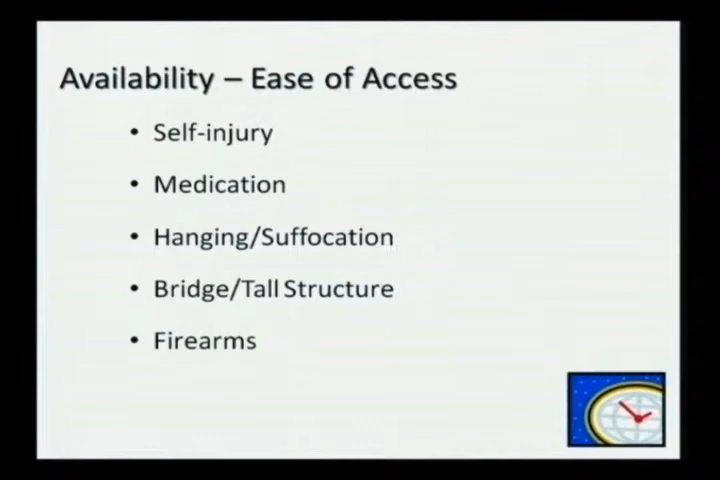 Availability – Ease of Access
• Self-injury
• Medication
• Hanging/Suffocation
• Bridge/Tall Structure
• Firearms